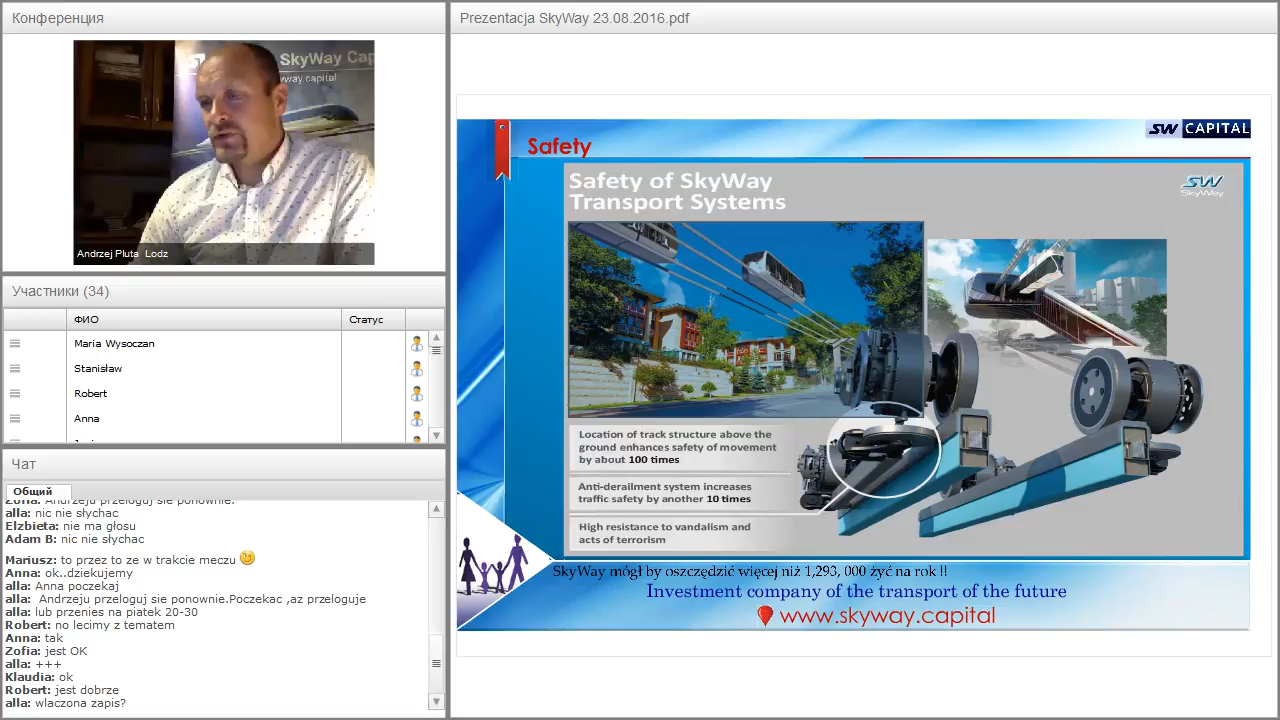 Конференция
SkyWay Cap
yway.capital
Andrzej Pluta Lodz
Участники (34)
ФИО
Статус
Maria Wysoczan
Stanisław
Robert
Anna
Чат
Общий
Zofia: Andrzeju przeloguj sie ponownie.
alla: nic nie słychac
Elzbieta: nie ma głosu
Adam B: nic nie słychac
Mariusz: to przez to ze w trakcie meczu
Anna: ok..dziekujemy
alla: Anna poczekaj
alla: Andrzeju przeloguj sie ponownie.Poczekac ,az przeloguje
alla: lub przenies na piatek 20-30
Robert: no lecimy z tematem
Anna: tak
Zofia: jest OK
alla: +++
Klaudia: ok
Robert: jest dobrze
alla: wlaczona zapis?
Prezentacja SkyWay 23.08.2016.pdf
SW CAPITAL
Safety
Safety of SkyWay
Transport Systems
SW
SkyWay
Location of track structure above the
ground enhances safety of movement
by about 100 times
Anti-derailment system increases
traffic safety by another 10 times
High resistance to vandalism and
acts of terrorism
SkyWay mógł by oszczędzić więcej niż 1,293, 000 żyć na rok !!
Investment company of the transport of the future
www.skyway.capital